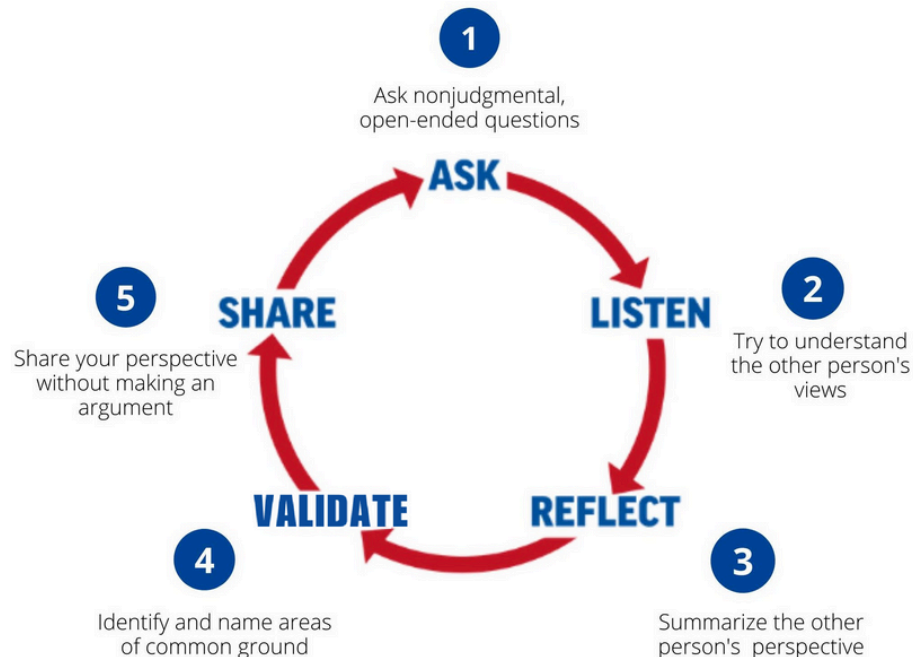 1
Ask nonjudgmental,
open-ended questions
ASK
LISTEN
2
Try to understand
the other person's
views
REFLECT
3
Summarize the other
person's perspective
VALIDATE
4
Identify and name areas
of common ground
SHARE
5
Share your perspective
without making an
argument